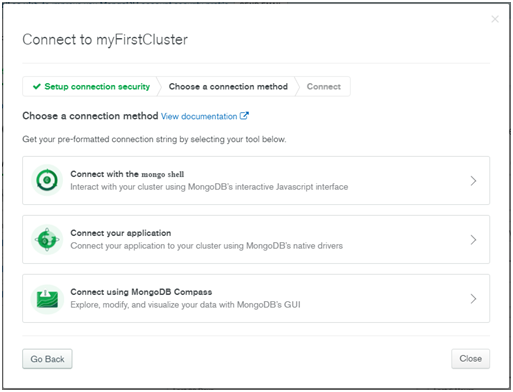 Connect to myFirstCluster
Setup connection security
Choose a connection method
Connect
Choose a connection method View documentation
Get your pre-formatted connection string by selecting your tool below.
Connect with the mongo shell
Interact with your cluster using MongoDB's interactive Javascript interface
Connect your application
Connect your application to your cluster using MongoDB's native drivers
Connect using MongoDB Compass
Explore, modify, and visualize your data with MongoDB's GUI
Go Back
Close